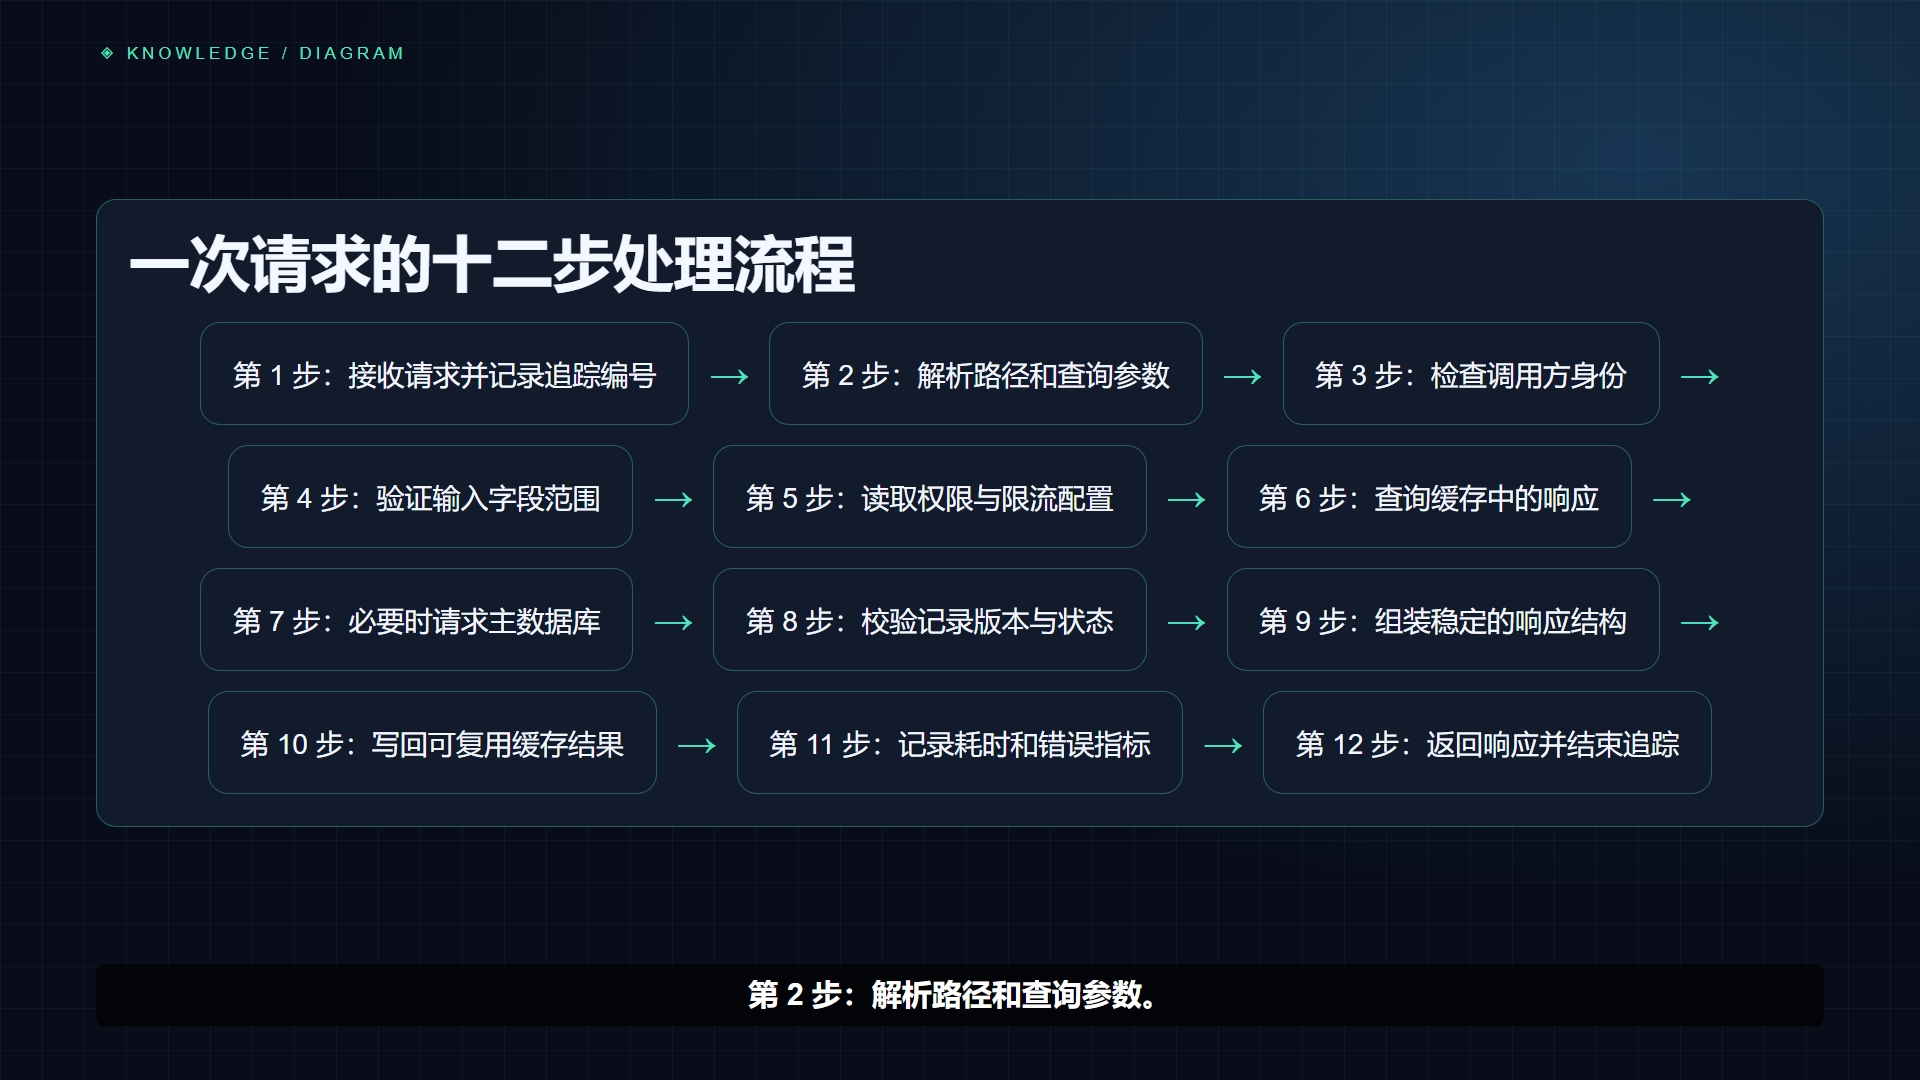 ◈ KNOWLEDGE / DIAGRAM
一次请求的十二步处理流程
第 1 步：接收请求并记录追踪编号 → 第 2 步：解析路径和查询参数 → 第 3 步：检查调用方身份 →
第 4 步：验证输入字段范围 → 第 5 步：读取权限与限流配置 → 第 6 步：查询缓存中的响应 →
第 7 步：必要时请求主数据库 → 第 8 步：校验记录版本与状态 → 第 9 步：组装稳定的响应结构 →
第 10 步：写回可复用缓存结果 → 第 11 步：记录耗时和错误指标 → 第 12 步：返回响应并结束追踪
第 2 步：解析路径和查询参数。